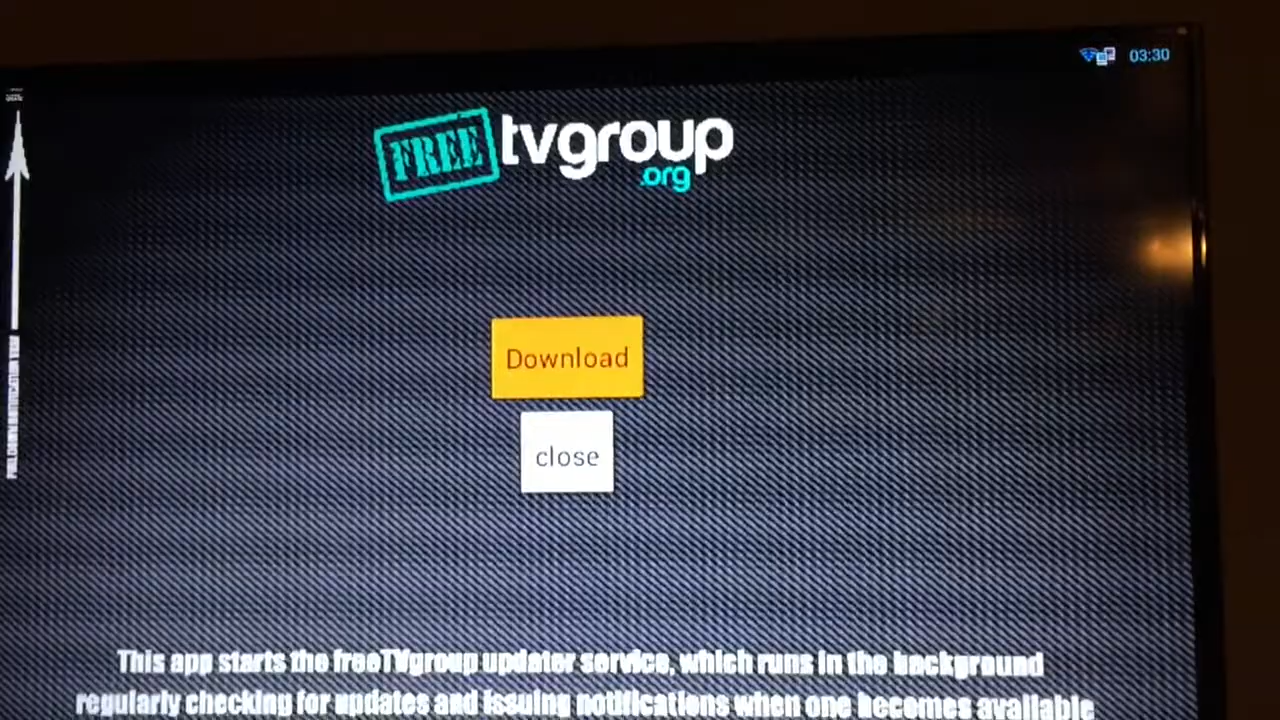 03:30
FREE tvgroup
.org
Download
close
This app starts the freeTVgroup updater service, which runs in the background
regularly checking for updates and issuing notifications when one becomes available